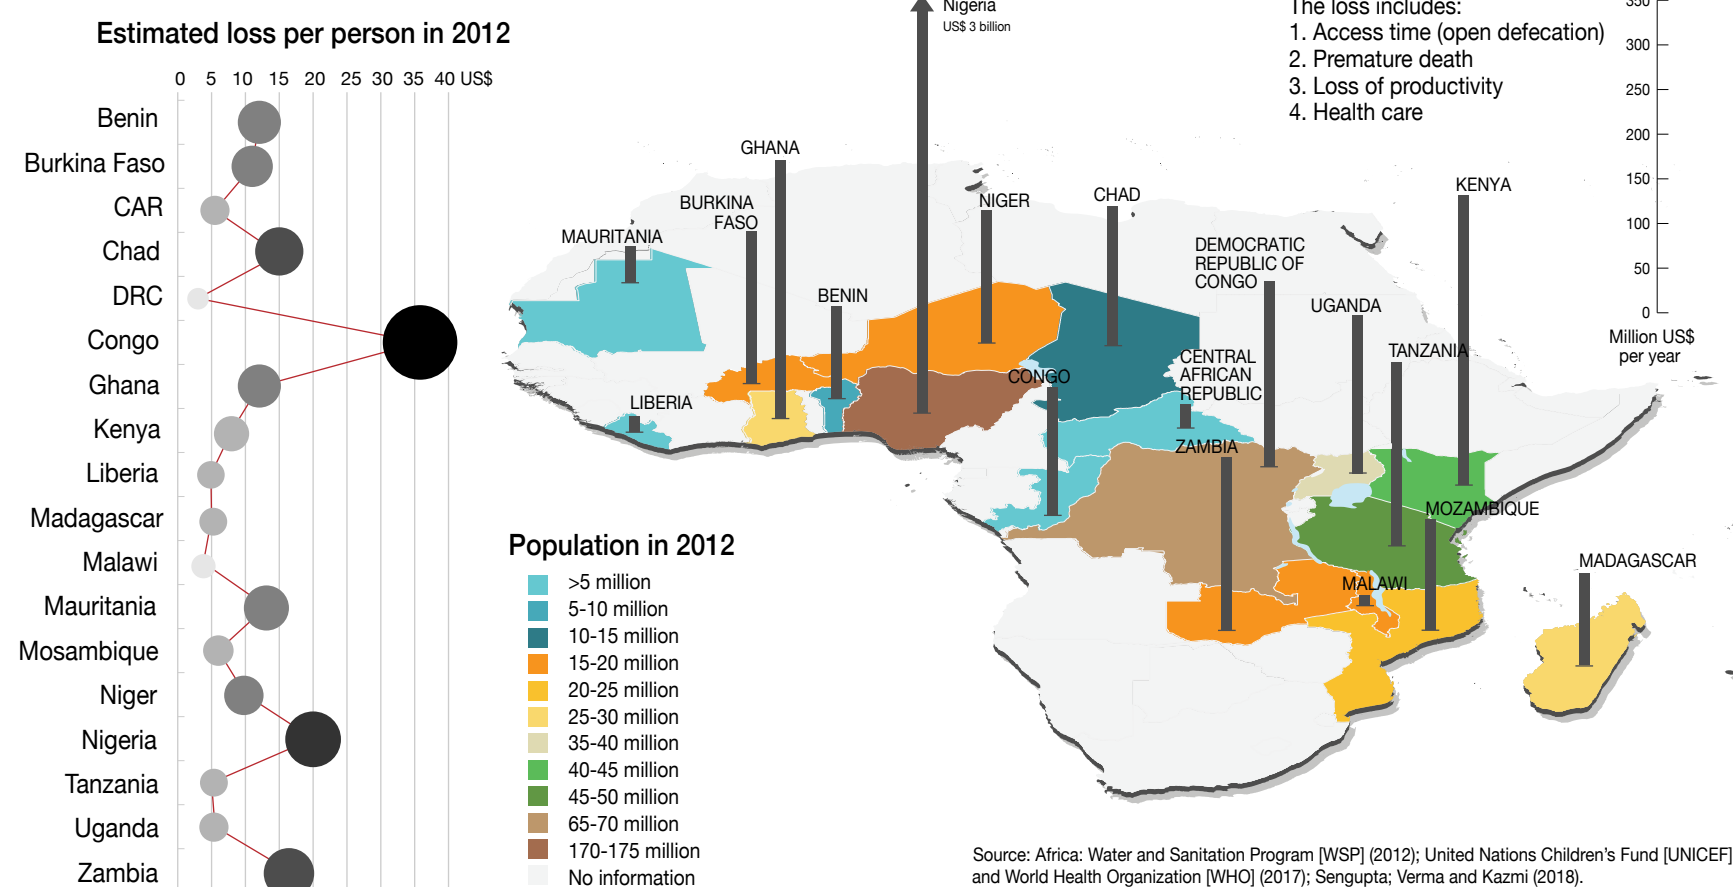 Estimated loss per person in 2012
0 5 10 15 20 25 30 35 40 US$
Benin
Burkina Faso
CAR
Chad
DRC
Congo
Ghana
Kenya
Liberia
Madagascar
Malawi
Mauritania
Mosambique
Niger
Nigeria
Tanzania
Uganda
Zambia
Nigeria
US$ 3 billion
The loss includes:
1. Access time (open defecation)
2. Premature death
3. Loss of productivity
4. Health care
350
300
250
200
150
100
50
0
Million US$
per year
GHANA
BURKINA
FASO
MAURITANIA
BENIN
NIGER
CHAD
KENYA
DEMOCRATIC
REPUBLIC OF
CONGO
UGANDA
TANZANIA
CENTRAL
AFRICAN
REPUBLIC
CONGO
LIBERIA
ZAMBIA
MOZAMBIQUE
MALAWI
MADAGASCAR
Population in 2012
>5 million
5-10 million
10-15 million
15-20 million
20-25 million
25-30 million
35-40 million
40-45 million
45-50 million
65-70 million
170-175 million
No information
Source: Africa: Water and Sanitation Program [WSP] (2012); United Nations Children's Fund [UNICEF]
and World Health Organization [WHO] (2017); Sengupta; Verma and Kazmi (2018).